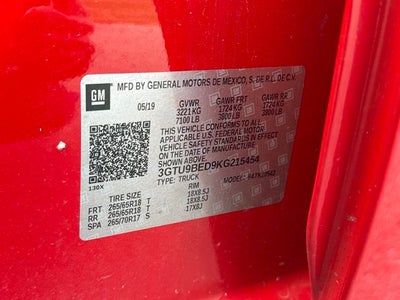 GM
MFD BY GENERAL MOTORS DE MEXICO, S. DE R.L. DE C.V.
05/19 GVWR GAWR FRT GAWR RR
3221 KG 1724 KG 1724 KG
7100 LB 3800 LB 3800 LB
THIS VEHICLE CONFORMS TO ALL
APPLICABLE U.S. FEDERAL MOTOR
VEHICLE SAFETY STANDARDS IN
EFFECT ON THE DATE OF
MANUFACTURE SHOWN ABOVE.
3GTU9BED9KG215454
130X TYPE: TRUCK MODEL:
TIRE SIZE RIM
FRT 265/65R18 T 18X8.5J
RR 265/65R18 T 18X8.5J
SPA 265/70R17 S 17X8J